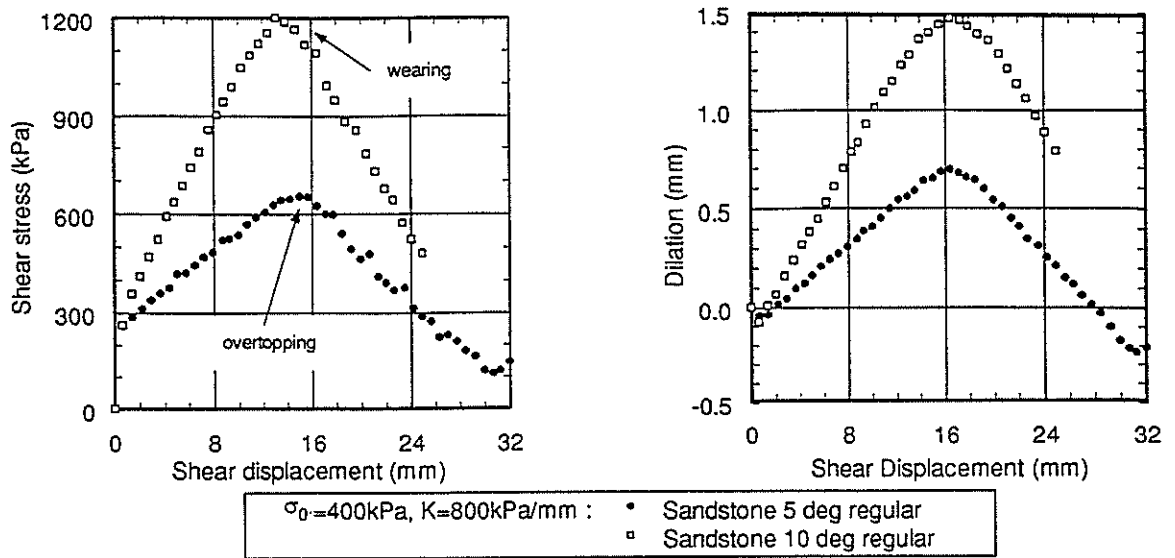 1200
900
600
300
0
Shear stress (kPa)
wearing
overtopping
0 8 16 24 32
Shear displacement (mm)
1.5
1.0
0.5
0.0
-0.5
Dilation (mm)
0 8 16 24 32
Shear Displacement (mm)
σ0=400kPa, K=800kPa/mm : Sandstone 5 deg regular
Sandstone 10 deg regular